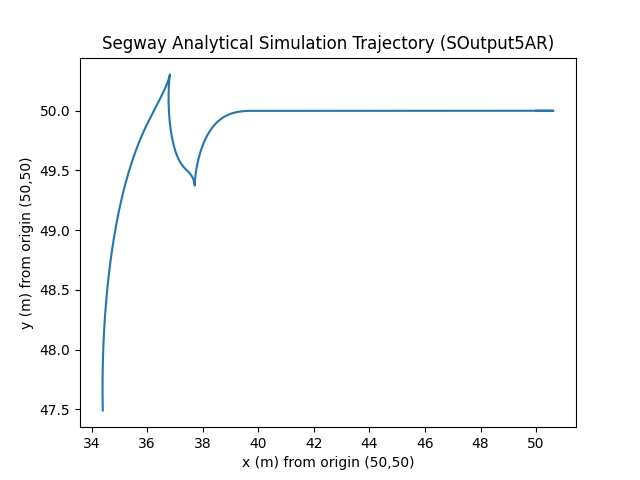 Segway Analytical Simulation Trajectory (SOutput5AR)
50.0
49.5
49.0
48.5
48.0
47.5
y (m) from origin (50,50)
34 36 38 40 42 44 46 48 50
x (m) from origin (50,50)